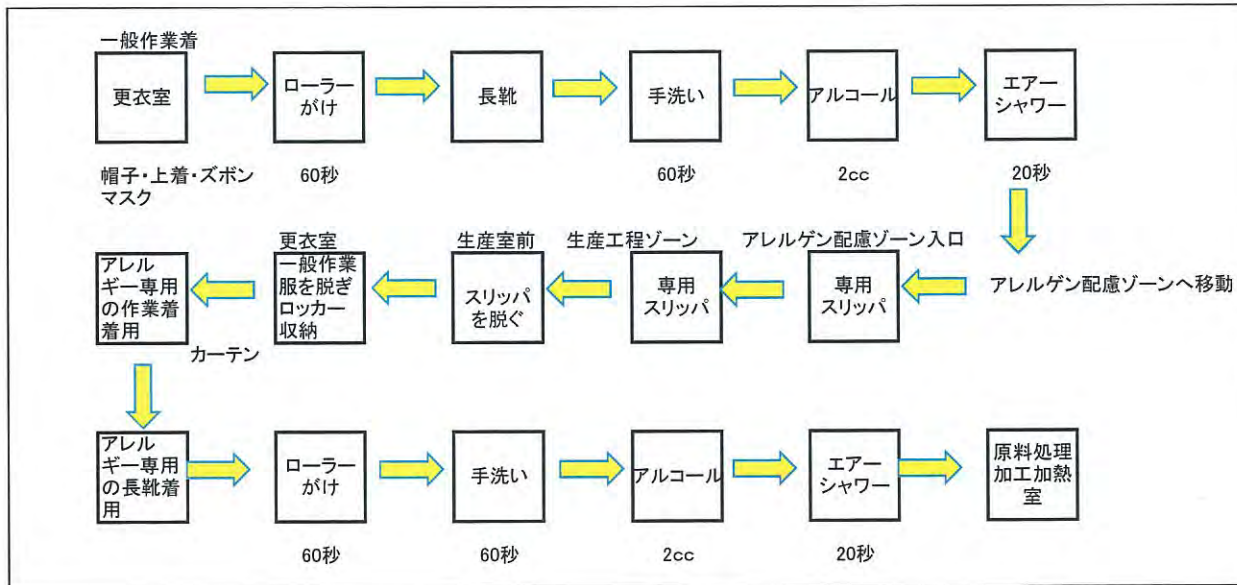 一般作業着
更衣室
ローラー
がけ
長靴
手洗い
アルコール
エアー
シャワー
帽子・上着・ズボン
マスク
60秒
60秒
2cc
20秒
アレルゲン配慮ゾーンへ移動
アレルゲン配慮ゾーン入口
専用
スリッパ
生産工程ゾーン
専用
スリッパ
生産室前
スリッパ
を脱ぐ
更衣室
一般作業
服を脱ぎ
ロッカー
収納
アレル
ギー専用
の作業着
着用
カーテン
アレル
ギー専用
の長靴着
用
ローラー
がけ
手洗い
アルコール
エアー
シャワー
原料処理
加工加熱
室
60秒
60秒
2cc
20秒